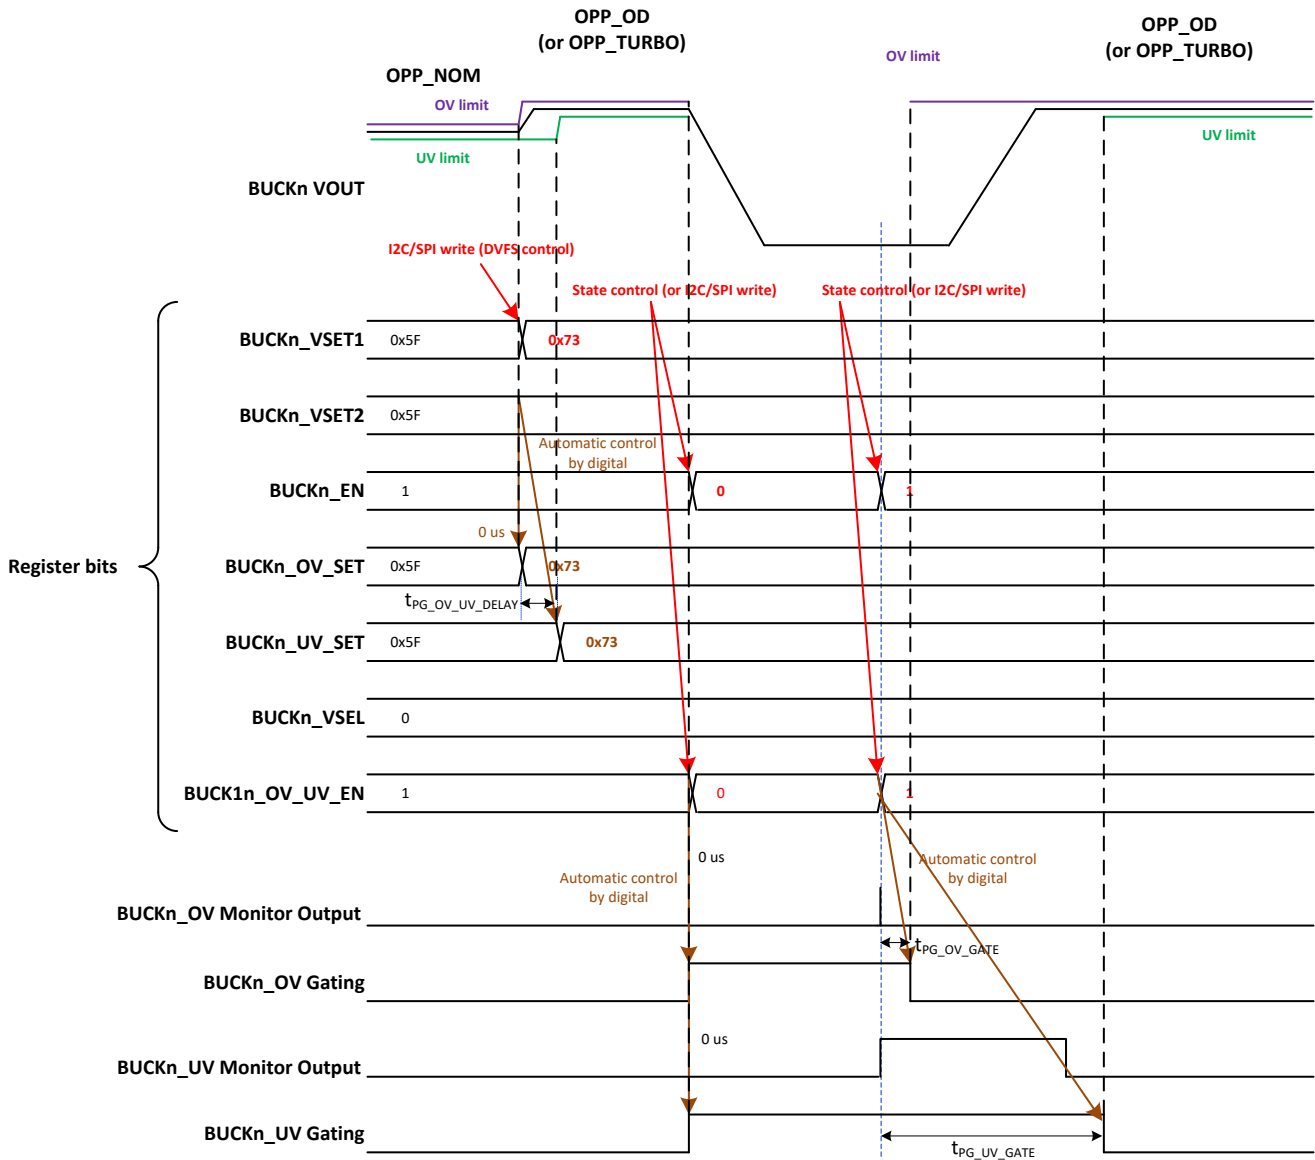 OPP_OD
(or OPP_TURBO)
OPP_OD
(or OPP_TURBO)
OV limit
OPP_NOM
OV limit
UV limit
UV limit
BUCKn VOUT
I2C/SPI write (DVFS control)
State control (or I2C/SPI write)
State control (or I2C/SPI write)
BUCKn_VSET1
0x5F
0x73
BUCKn_VSET2
0x5F
Automatic control
by digital
BUCKn_EN
1
0
1
0 us
Register bits
BUCKn_OV_SET
0x5F
0x73
tPG_OV_UV_DELAY
BUCKn_UV_SET
0x5F
0x73
BUCKn_VSEL
0
BUCK1n_OV_UV_EN
1
0
1
0 us
Automatic control
by digital
Automatic control
by digital
BUCKn_OV Monitor Output
tPG_OV_GATE
BUCKn_OV Gating
0 us
BUCKn_UV Monitor Output
BUCKn_UV Gating
tPG_UV_GATE